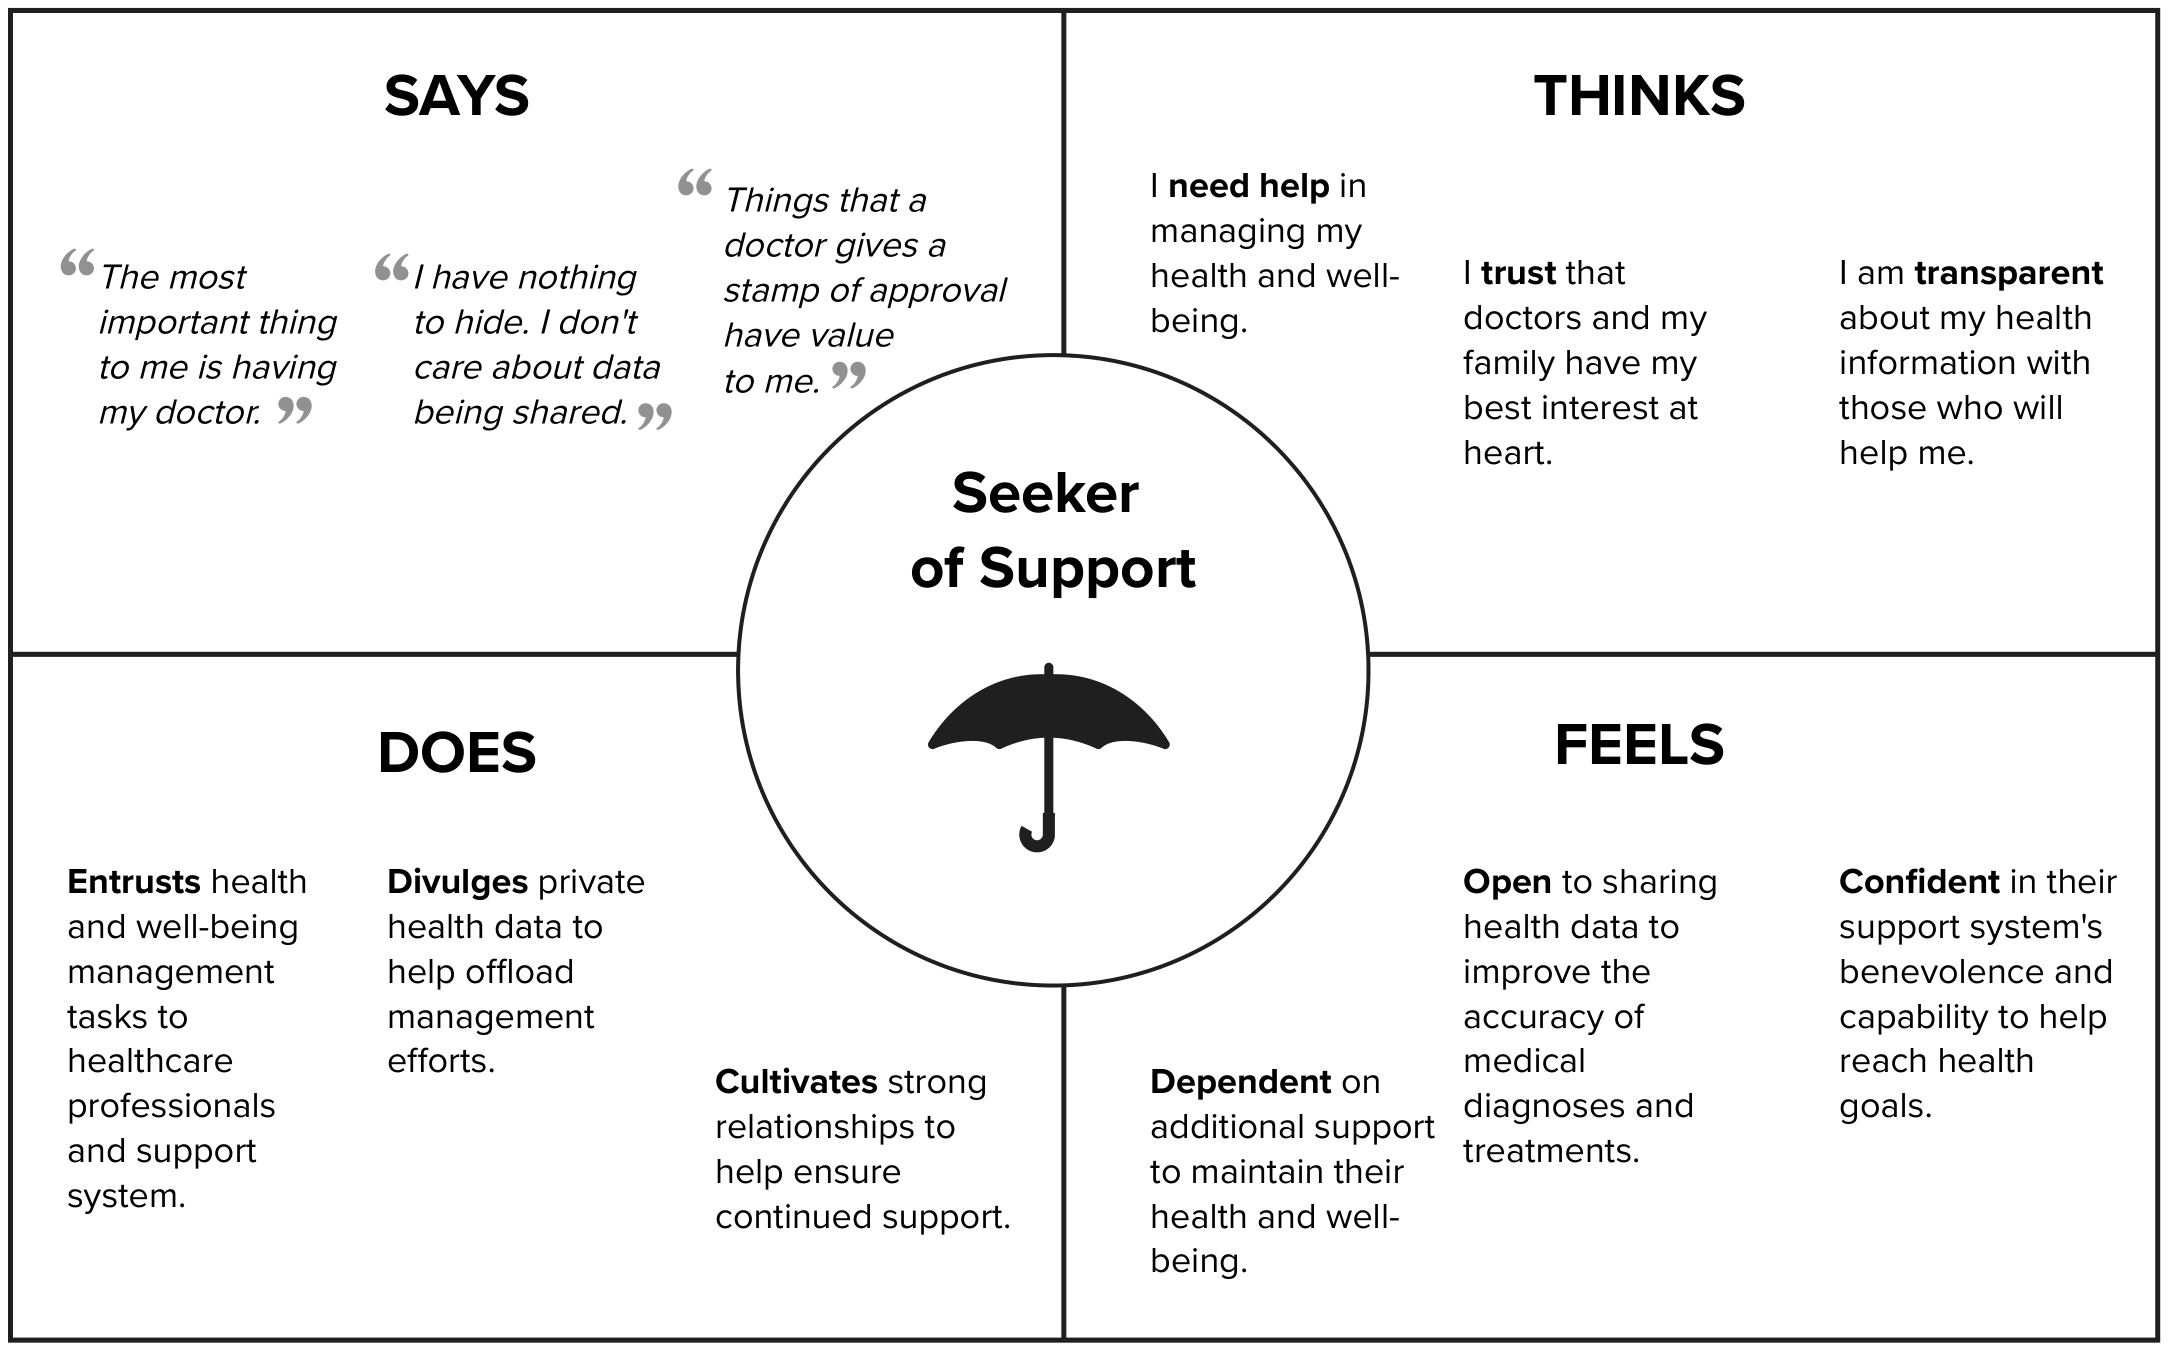 SAYS
“The most
important thing
to me is having
my doctor.”
“I have nothing
to hide. I don't
care about data
being shared.”
“Things that a
doctor gives a
stamp of approval
have value
to me.”
THINKS
I need help in
managing my
health and well-
being.
I trust that
doctors and my
family have my
best interest at
heart.
I am transparent
about my health
information with
those who will
help me.
Seeker
of Support
DOES
Entrusts health
and well-being
management
tasks to
healthcare
professionals
and support
system.
Divulges private
health data to
help offload
management
efforts.
Cultivates strong
relationships to
help ensure
continued support.
FEELS
Dependent on
additional support
to maintain their
health and well-
being.
Open to sharing
health data to
improve the
accuracy of
medical
diagnoses and
treatments.
Confident in their
support system's
benevolence and
capability to help
reach health
goals.